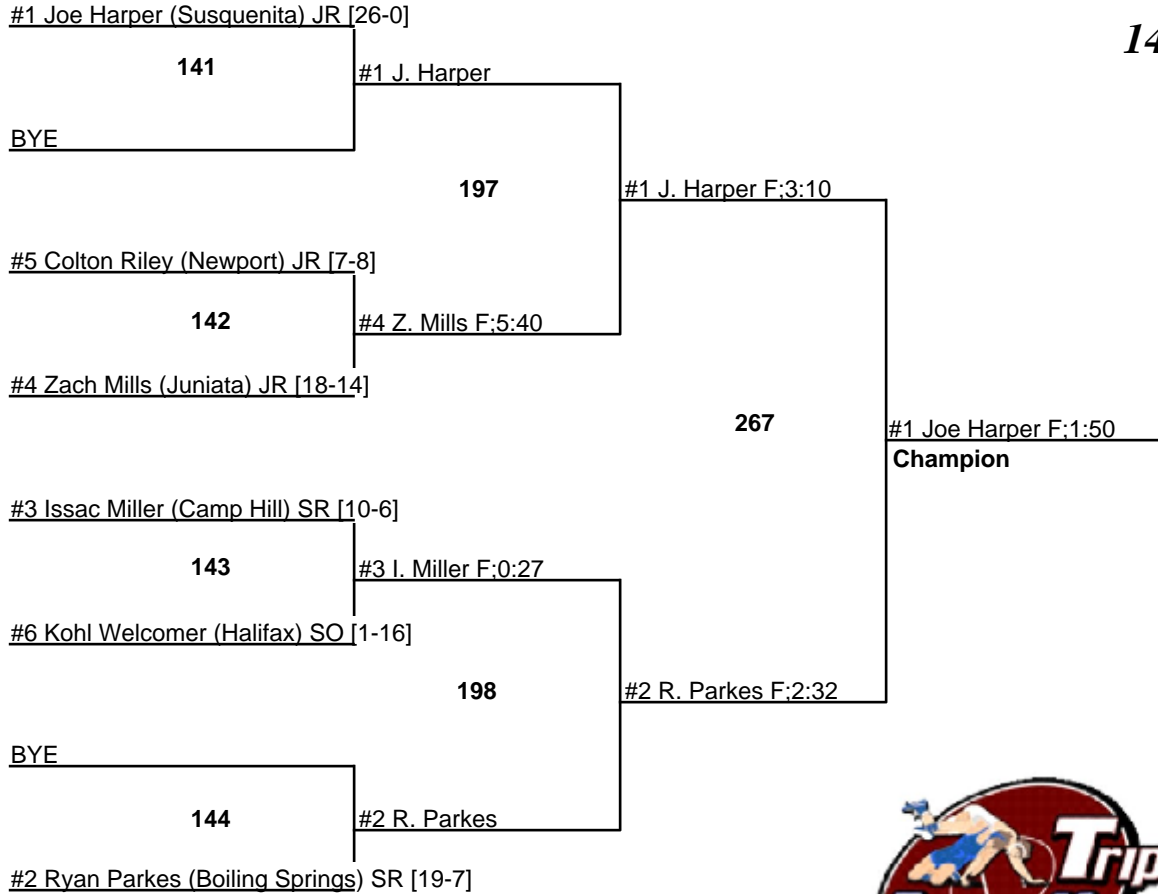 #1 Joe Harper (Susquenita) JR [26-0]
14
141
#1 J. Harper
BYE
197
#1 J. Harper F;3:10
#5 Colton Riley (Newport) JR [7-8]
142
#4 Z. Mills F;5:40
#4 Zach Mills (Juniata) JR [18-14]
267
#1 Joe Harper F;1:50
Champion
#3 Issac Miller (Camp Hill) SR [10-6]
143
#3 I. Miller F;0:27
#6 Kohl Welcomer (Halifax) SO [1-16]
198
#2 R. Parkes F;2:32
BYE
144
#2 R. Parkes
#2 Ryan Parkes (Boiling Springs) SR [19-7]
Trip